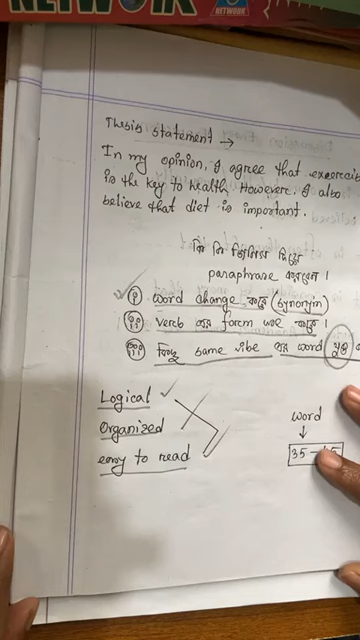 NETWORK
NETWORK
Thesis statement →
In my opinion, I agree that
is the key to health. However. I also
believe that diet is important.
কি কি জিনিস দিয়ে
paraphrase করবেন।
i word change করে (synonym)
ii verb এর form change করে।
iii কিছু same vibe এর word যুক্ত
Logical
organized
easy to read
word
↓
35 –